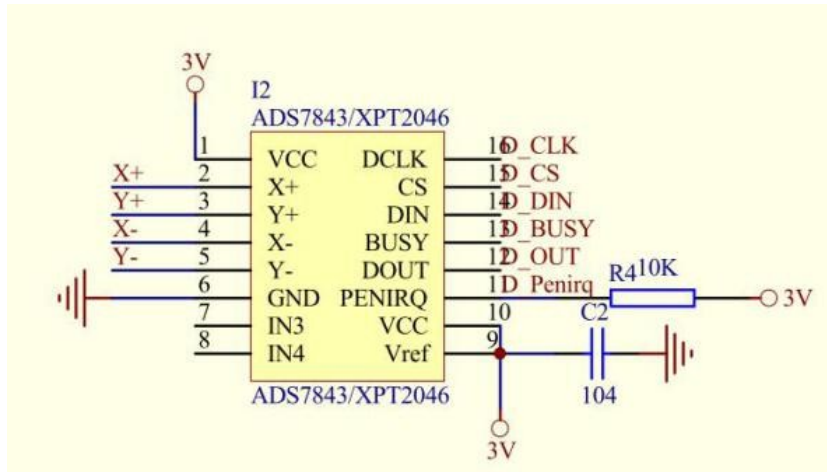 3V
I2
ADS7843/XPT2046
1 VCC DCLK 16 D_CLK
X+ 2 X+ CS 15 D_CS
Y+ 3 Y+ DIN 14 D_DIN
X- 4 X- BUSY 13 D_BUSY
Y- 5 Y- DOUT 12 D_OUT
6 GND PENIRQ 11 D_Penirq R4 10K 3V
7 IN3 VCC 10 C2
8 IN4 Vref 9
ADS7843/XPT2046 104
3V